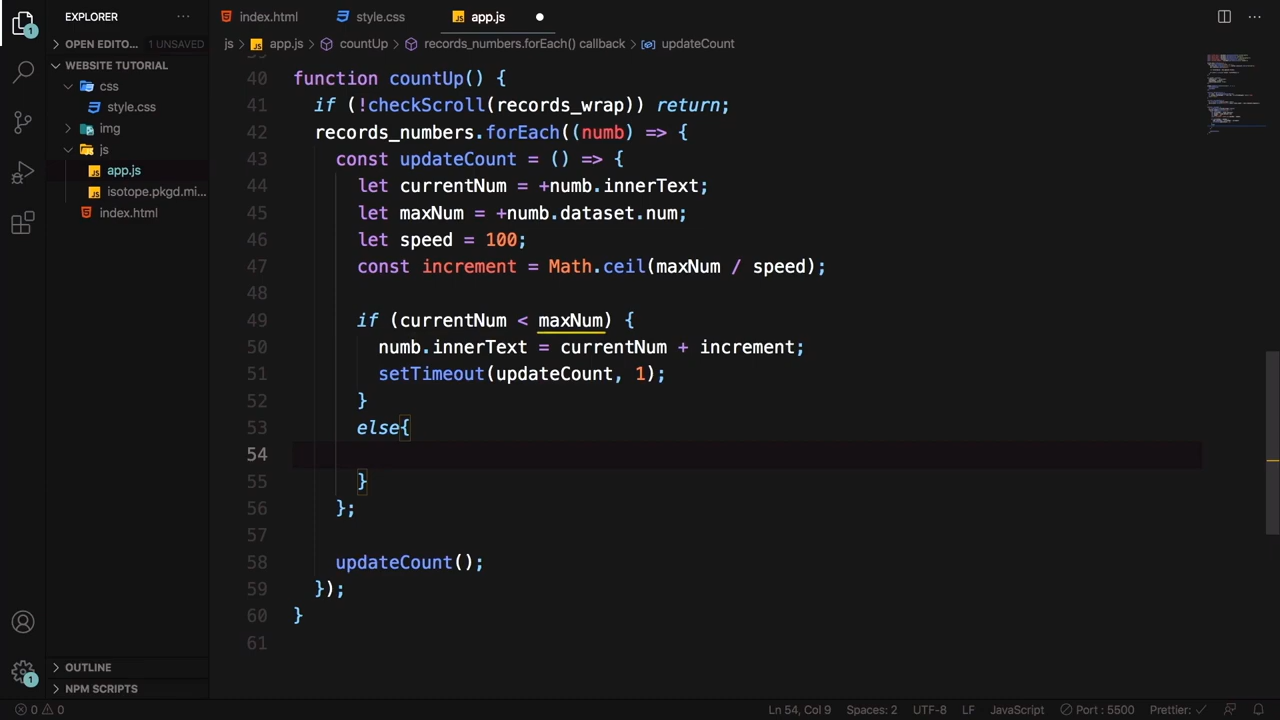 EXPLORER
index.html
style.css
app.js
OPEN EDITO... 1 UNSAVED
js app.js countUp records_numbers.forEach() callback updateCount
WEBSITE TUTORIAL
css
style.css
img
js
app.js
isotope.pkgd.mi...
index.html
40 function countUp() {
41 if (!checkScroll(records_wrap)) return;
42 records_numbers.forEach((numb) => {
43 const updateCount = () => {
44 let currentNum = +numb.innerText;
45 let maxNum = +numb.dataset.num;
46 let speed = 100;
47 const increment = Math.ceil(maxNum / speed);
48
49 if (currentNum < maxNum) {
50 numb.innerText = currentNum + increment;
51 setTimeout(updateCount, 1);
52 }
53 else{
54
55 }
56 };
57
58 updateCount();
59 });
60 }
61
1
1
OUTLINE
NPM SCRIPTS
0 0
Ln 54, Col 9 Spaces: 2 UTF-8 LF JavaScript Port : 5500 Prettier: ✓